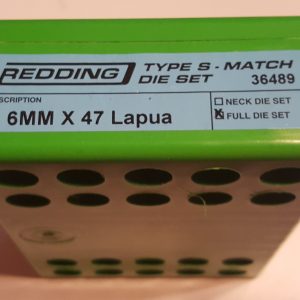 REDDING
TYPE S - MATCH
DIE SET 36489
SCRIPTION
6MM X 47 Lapua
NECK DIE SET
FULL DIE SET